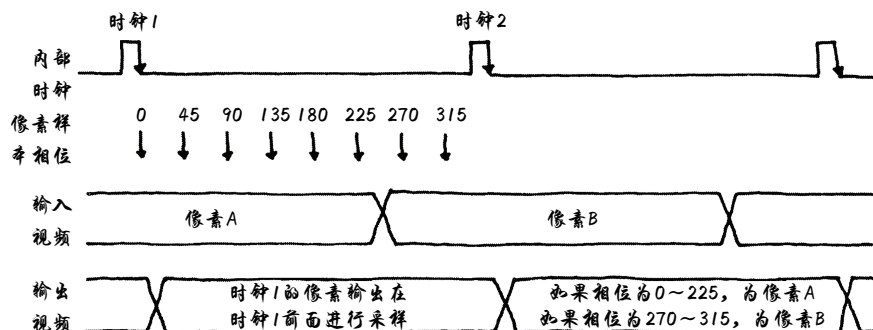 时钟1 时钟2
内部
时钟
像素样 0 45 90 135 180 225 270 315
本相位
输入
视频
像素A 像素B
输出
视频
时钟1的像素输出在
时钟1前面进行采样
如果相位为0~225，为像素A
如果相位为270~315，为像素B